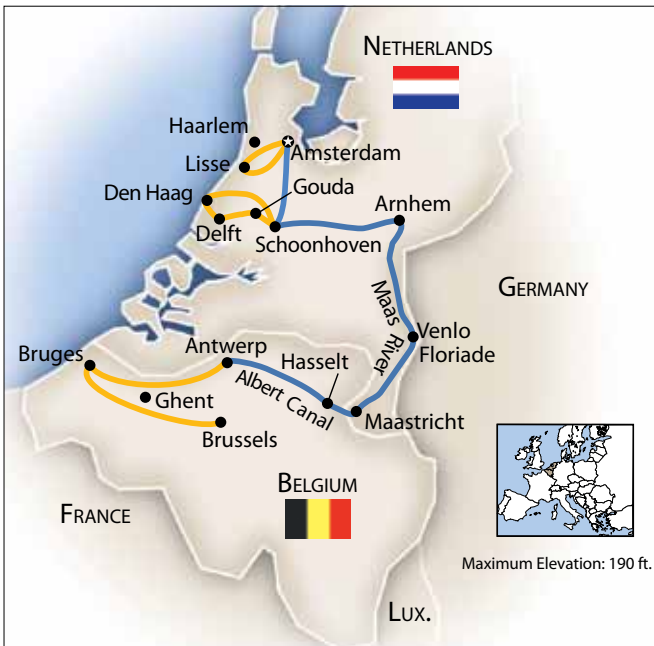 NETHERLANDS
Haarlem
Amsterdam
Lisse
Gouda
Den Haag
Arnhem
Delft
Schoonhoven
GERMANY
Maas River
Venlo
Floriade
Bruges
Antwerp
Hasselt
Albert Canal
Ghent
Maastricht
Brussels
BELGIUM
FRANCE
Maximum Elevation: 190 ft.
LUX.